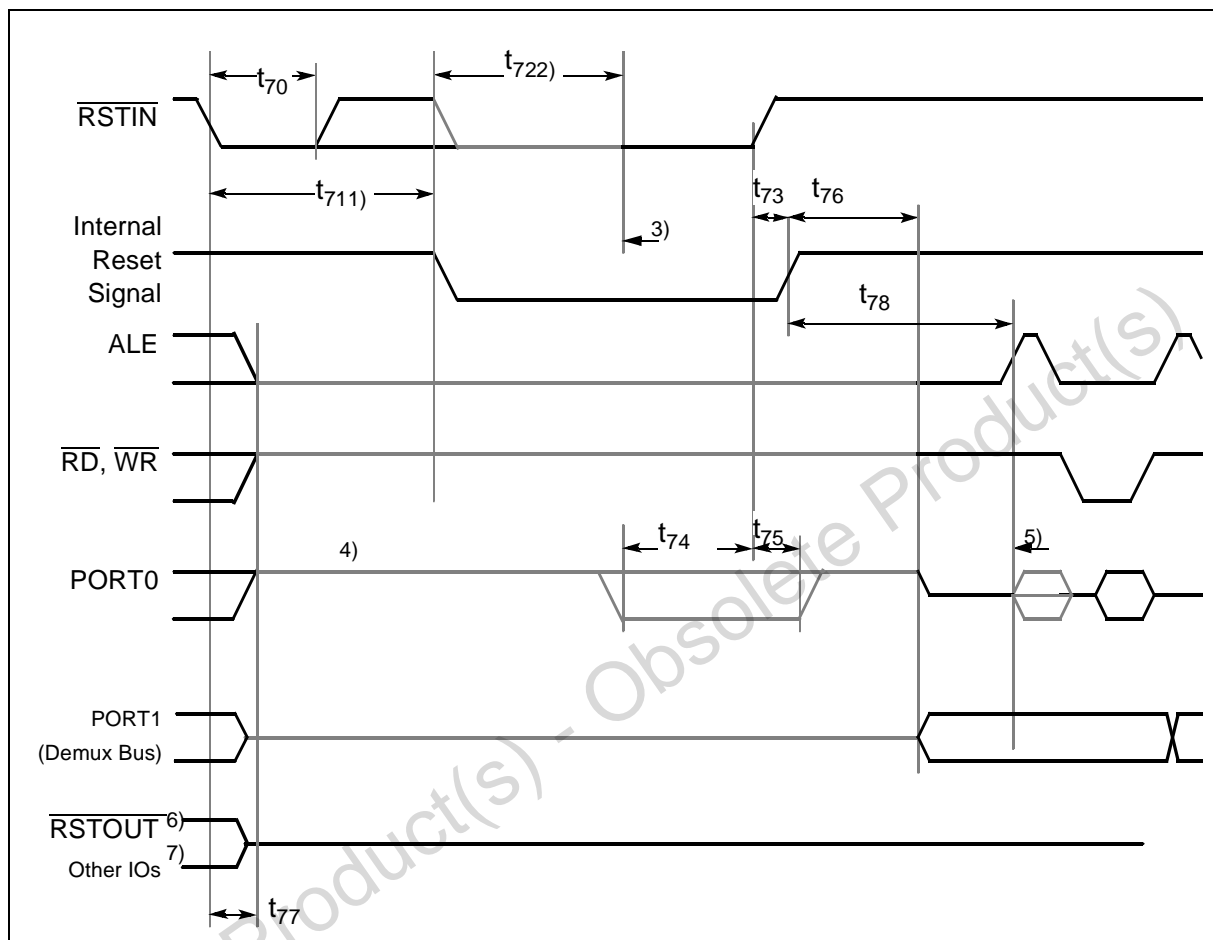 t70
t722)
RSTIN
t711)
t73
t76
Internal
Reset
Signal
3)
t78
ALE
RD, WR
t74
t75
4)
5)
PORT0
PORT1
(Demux Bus)
RSTOUT 6)
Other IOs 7)
t77
Product(s) - Obsolete Product(s)